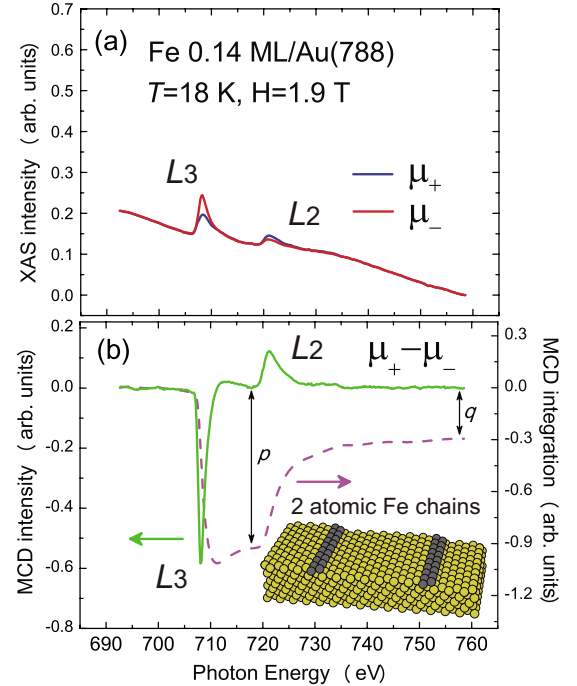 (a)
Fe 0.14 ML/Au(788)
T=18 K, H=1.9 T
L3
L2
μ+
μ−
XAS intensity (arb. units)
0.7
0.6
0.5
0.4
0.3
0.2
0.1
0.0
(b)
L2
μ+−μ−
p
q
2 atomic Fe chains
L3
MCD intensity (arb. units)
0.2
0.0
-0.2
-0.4
-0.6
-0.8
MCD integration (arb. units)
0.3
0.0
-0.3
-0.6
-0.9
-1.2
690 700 710 720 730 740 750 760
Photon Energy (eV)